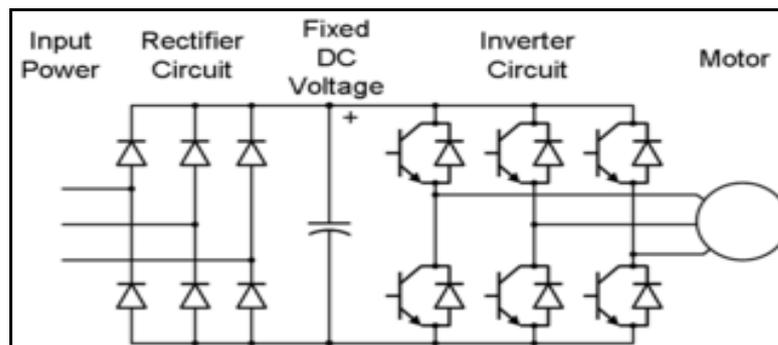 Input
Power
Rectifier
Circuit
Fixed
DC
Voltage
+
Inverter
Circuit
Motor